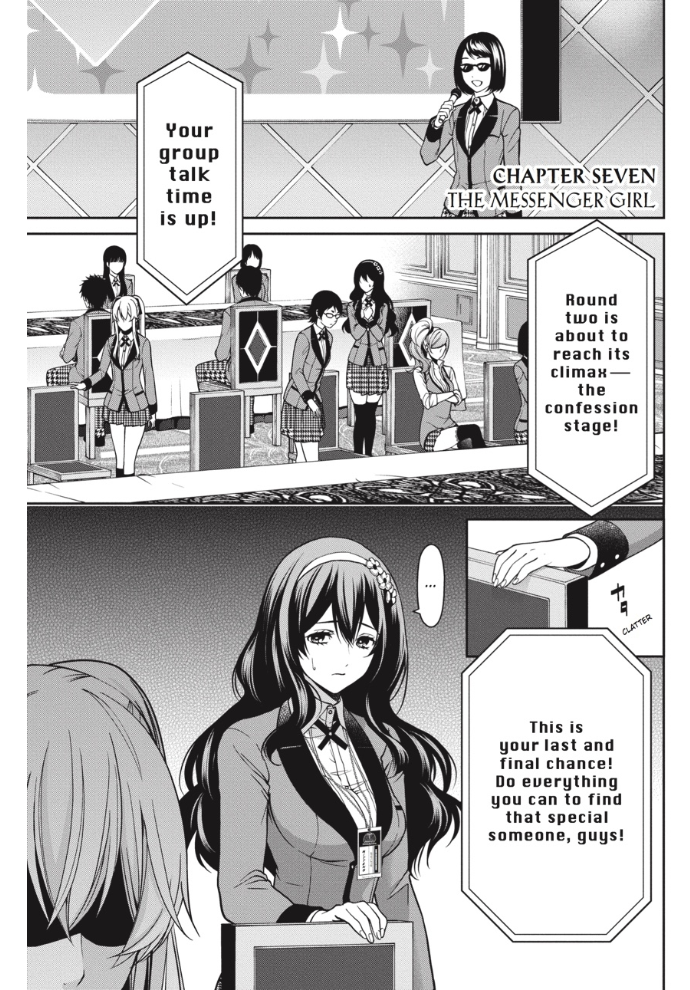 Your
group
talk
time
is up!
CHAPTER SEVEN
THE MESSENGER GIRL
Round
two is
about to
reach its
climax—
the
confession
stage!
カタ
CLATTER
...
This is
your last and
final chance!
Do everything
you can to find
that special
someone, guys!